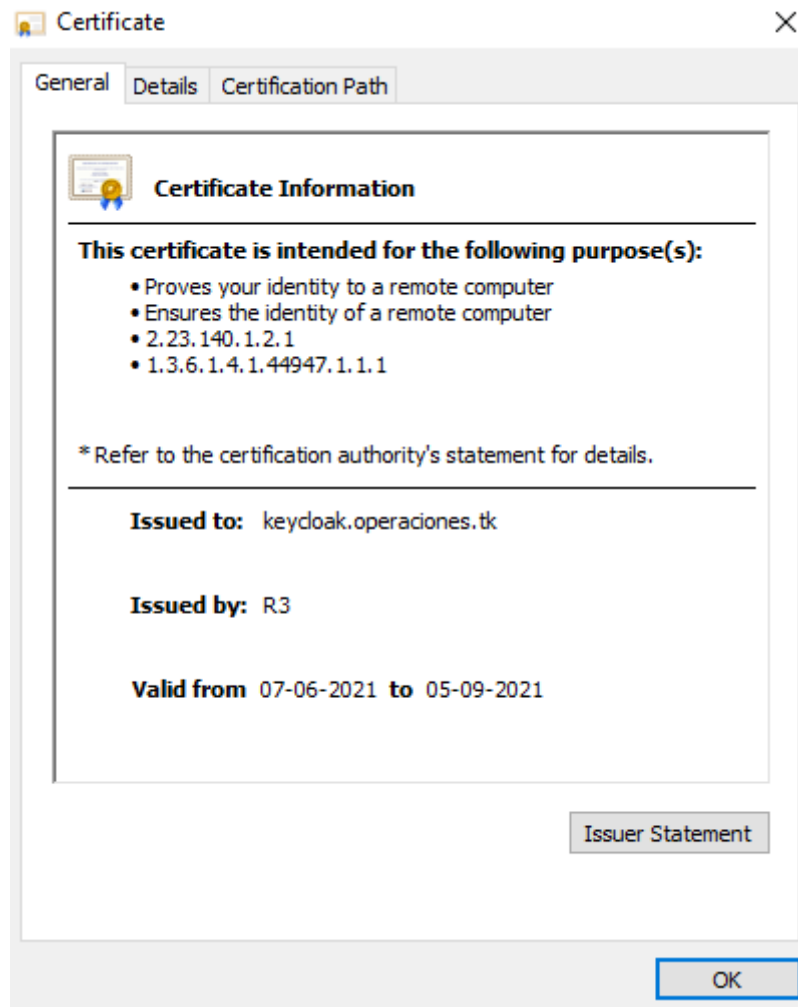 Certificate
General
Details
Certification Path
Certificate Information
This certificate is intended for the following purpose(s):
• Proves your identity to a remote computer
• Ensures the identity of a remote computer
• 2.23.140.1.2.1
• 1.3.6.1.4.1.44947.1.1.1
* Refer to the certification authority's statement for details.
Issued to: keycloak.operaciones.tk
Issued by: R3
Valid from 07-06-2021 to 05-09-2021
Issuer Statement
OK